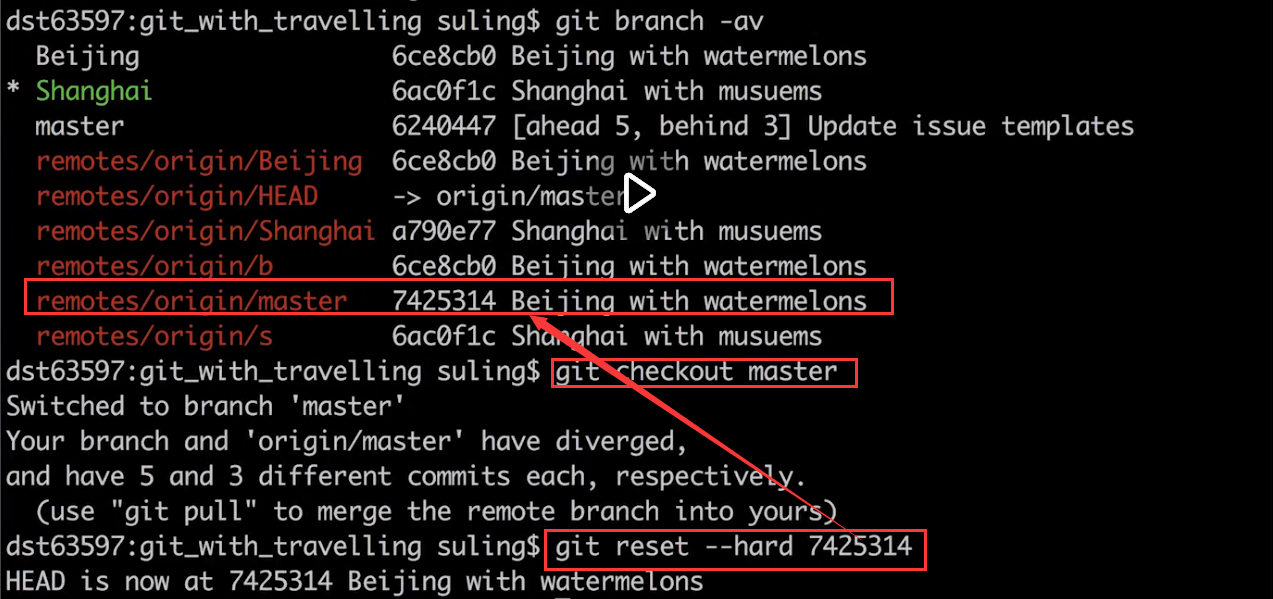 dst63597:git_with_travelling suling$ git branch -av
Beijing 6ce8cb0 Beijing with watermelons
* Shanghai 6ac0f1c Shanghai with musuems
master 6240447 [ahead 5, behind 3] Update issue templates
remotes/origin/Beijing 6ce8cb0 Beijing with watermelons
remotes/origin/HEAD -> origin/master
remotes/origin/Shanghai a790e77 Shanghai with musuems
remotes/origin/b 6ce8cb0 Beijing with watermelons
remotes/origin/master 7425314 Beijing with watermelons
remotes/origin/s 6ac0f1c Shanghai with musuems
dst63597:git_with_travelling suling$ git checkout master
Switched to branch 'master'
Your branch and 'origin/master' have diverged,
and have 5 and 3 different commits each, respectively.
(use "git pull" to merge the remote branch into yours)
dst63597:git_with_travelling suling$ git reset --hard 7425314
HEAD is now at 7425314 Beijing with watermelons